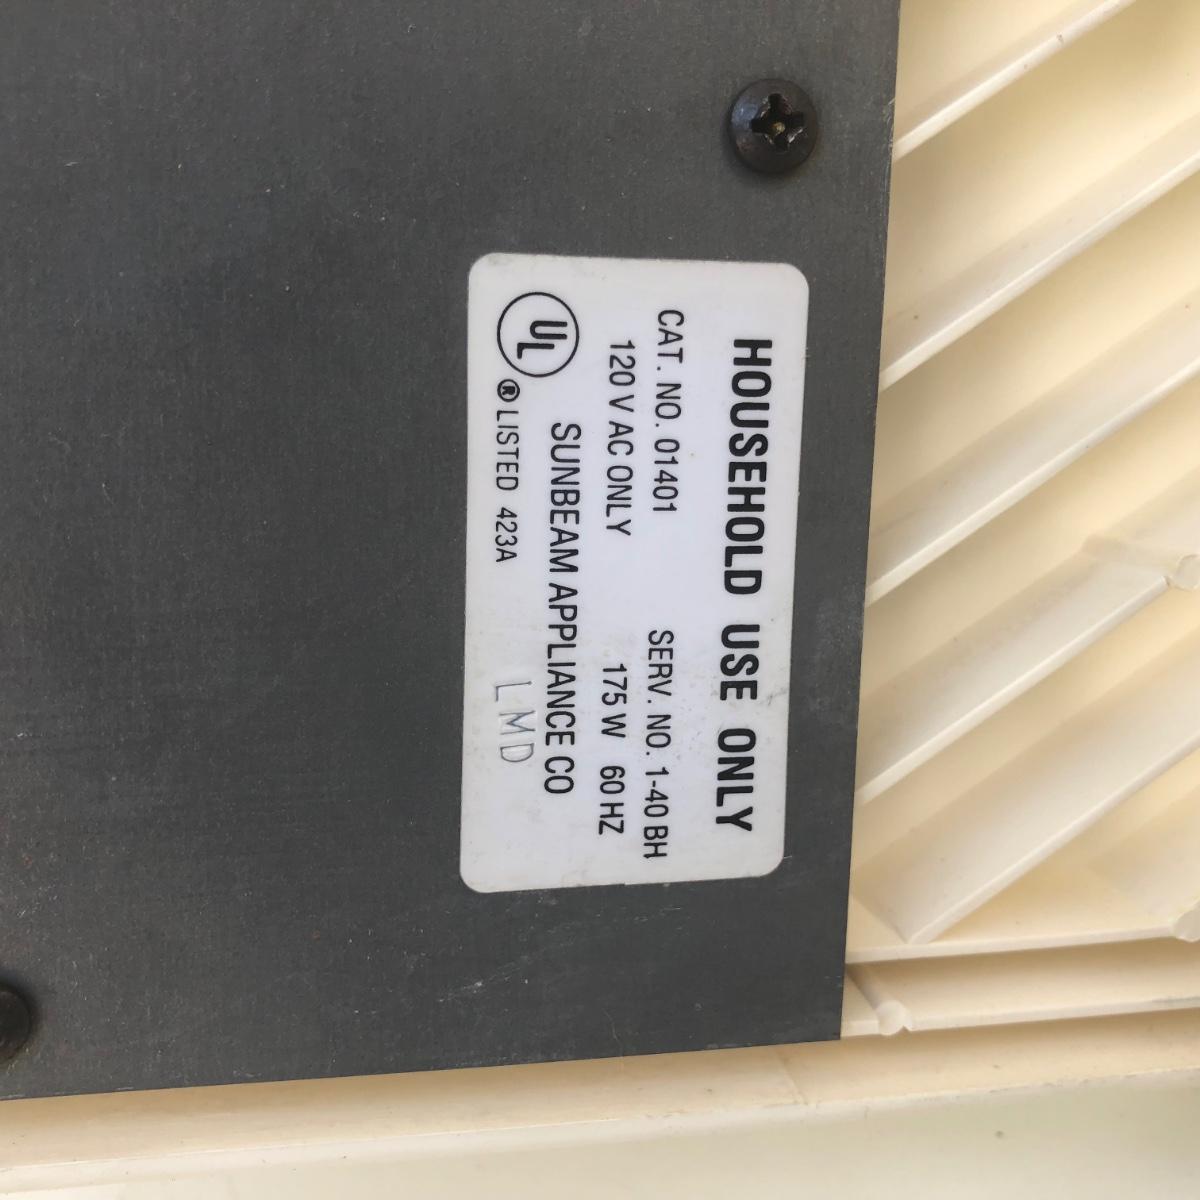 HOUSEHOLD USE ONLY
CAT. NO. 01401 SERV. NO. 1-40 BH
120 V AC ONLY 175 W 60 HZ
SUNBEAM APPLIANCE CO
UL ® LISTED 423A LMD